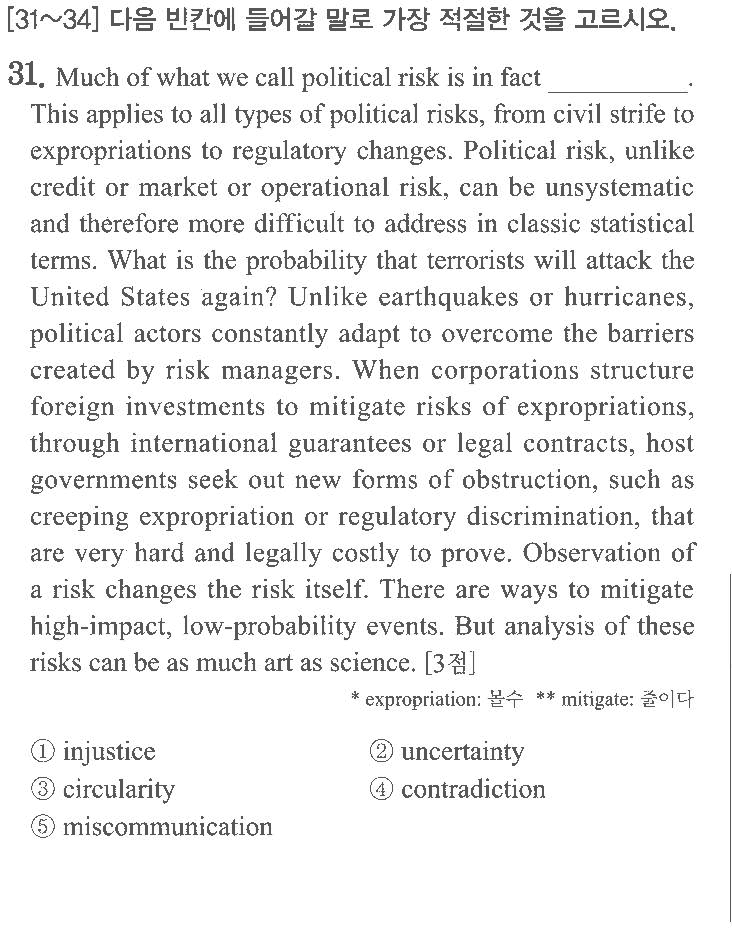 [31~34] 다음 빈칸에 들어갈 말로 가장 적절한 것을 고르시오.
31. Much of what we call political risk is in fact ___________.
This applies to all types of political risks, from civil strife to
expropriations to regulatory changes. Political risk, unlike
credit or market or operational risk, can be unsystematic
and therefore more difficult to address in classic statistical
terms. What is the probability that terrorists will attack the
United States again? Unlike earthquakes or hurricanes,
political actors constantly adapt to overcome the barriers
created by risk managers. When corporations structure
foreign investments to mitigate risks of expropriations,
through international guarantees or legal contracts, host
governments seek out new forms of obstruction, such as
creeping expropriation or regulatory discrimination, that
are very hard and legally costly to prove. Observation of
a risk changes the risk itself. There are ways to mitigate
high-impact, low-probability events. But analysis of these
risks can be as much art as science. [3점]
* expropriation: 몰수 ** mitigate: 줄이다
① injustice ② uncertainty
③ circularity ④ contradiction
⑤ miscommunication